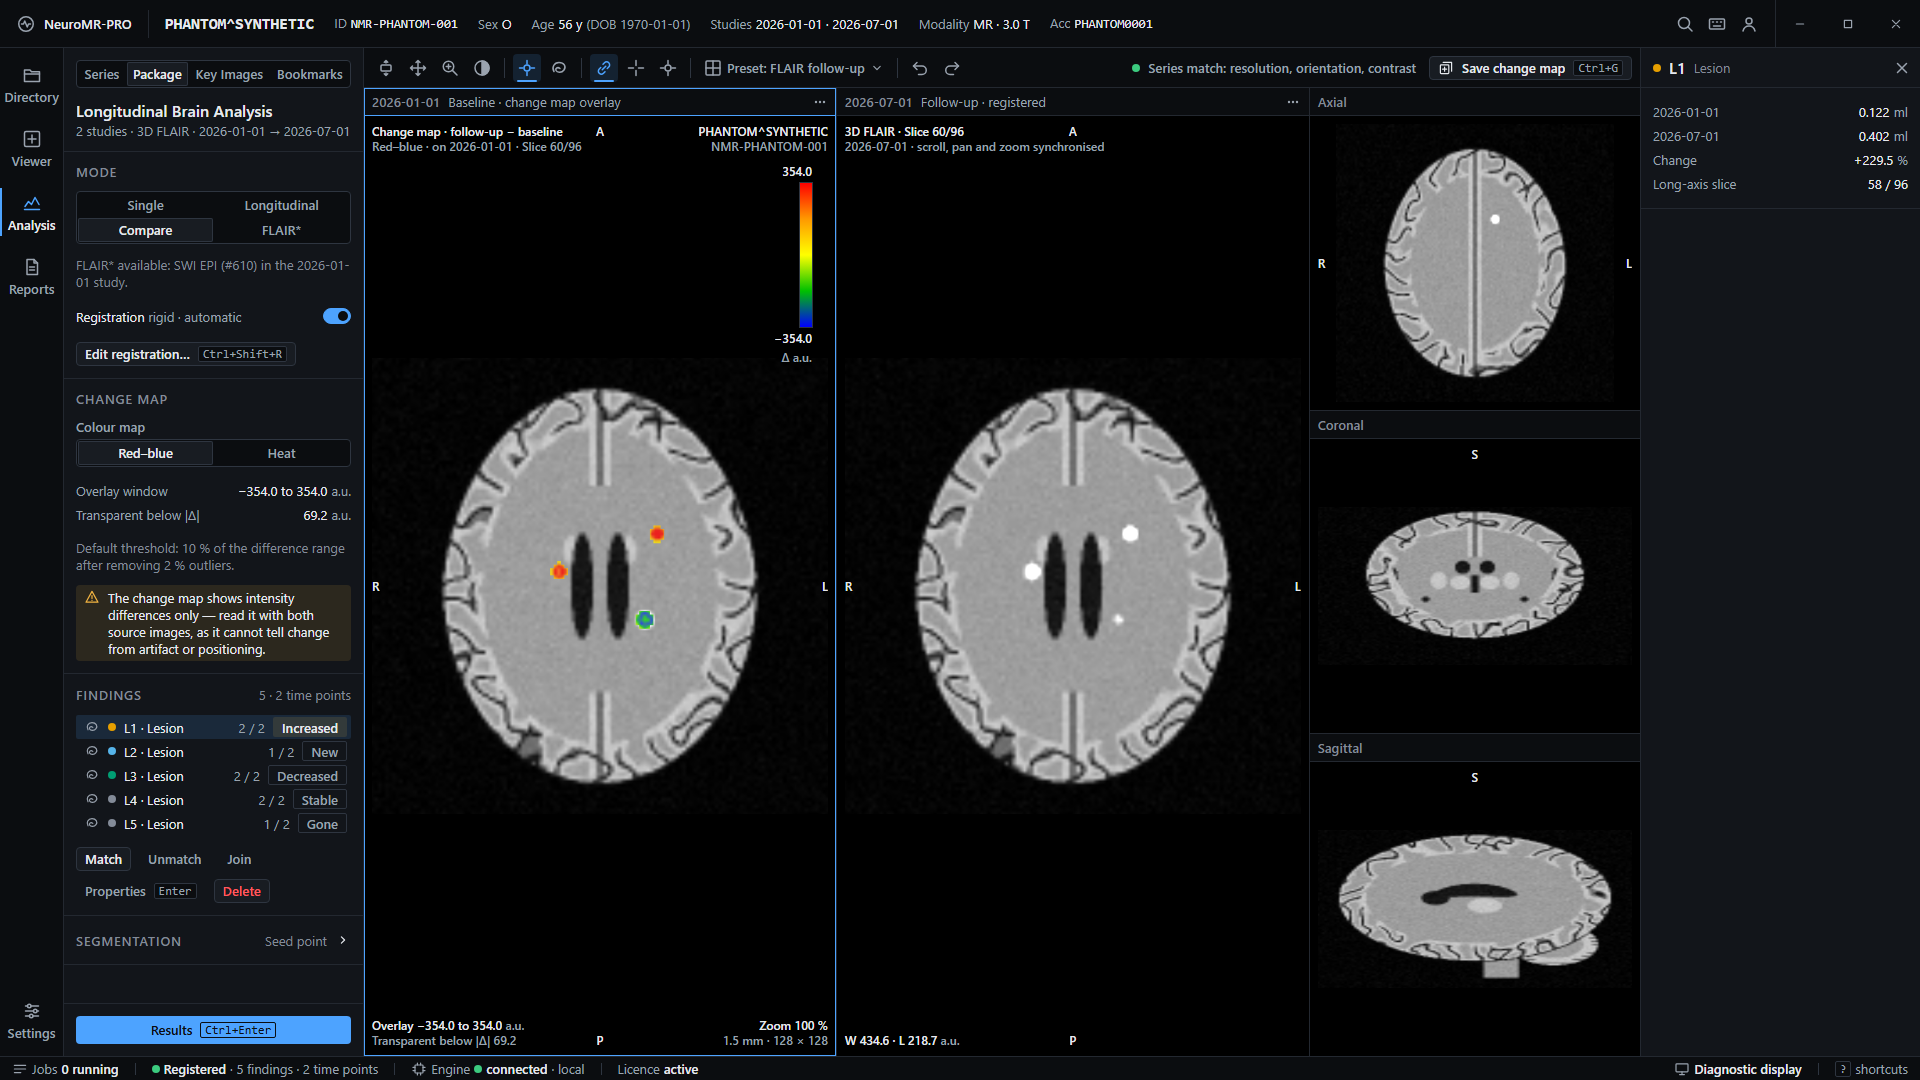 NeuroMR-PRO
PHANTOM^SYNTHETIC
ID NMR-PHANTOM-001
Sex O
Age 56 y (DOB 1970-01-01)
Studies 2026-01-01 · 2026-07-01
Modality MR · 3.0 T
Acc PHANTOM0001
Directory
Viewer
Analysis
Reports
Settings
Series
Package
Key Images
Bookmarks
Longitudinal Brain Analysis
2 studies · 3D FLAIR · 2026-01-01 → 2026-07-01
MODE
Single
Longitudinal
Compare
FLAIR*
FLAIR* available: SWI EPI (#610) in the 2026-01-
01 study.
Registration rigid · automatic
Edit registration... Ctrl+Shift+R
CHANGE MAP
Colour map
Red–blue
Heat
Overlay window −354.0 to 354.0 a.u.
Transparent below |Δ| 69.2 a.u.
Default threshold: 10 % of the difference range
after removing 2 % outliers.
The change map shows intensity
differences only — read it with both
source images, as it cannot tell change
from artifact or positioning.
FINDINGS 5 · 2 time points
L1 · Lesion 2 / 2 Increased
L2 · Lesion 1 / 2 New
L3 · Lesion 2 / 2 Decreased
L4 · Lesion 2 / 2 Stable
L5 · Lesion 1 / 2 Gone
Match
Unmatch
Join
Properties Enter
Delete
SEGMENTATION Seed point
Results Ctrl+Enter
Preset: FLAIR follow-up
Series match: resolution, orientation, contrast
Save change map Ctrl+G
2026-01-01 Baseline · change map overlay
Change map · follow-up − baseline
Red–blue · on 2026-01-01 · Slice 60/96
A
PHANTOM^SYNTHETIC
NMR-PHANTOM-001
354.0
−354.0
Δ a.u.
R
L
Overlay −354.0 to 354.0 a.u.
Transparent below |Δ| 69.2
P
Zoom 100 %
1.5 mm · 128 × 128
2026-07-01 Follow-up · registered
3D FLAIR · Slice 60/96
2026-07-01 · scroll, pan and zoom synchronised
A
R
L
W 434.6 · L 218.7 a.u.
P
Axial
R
L
Coronal
S
Sagittal
S
L1 Lesion
2026-01-01 0.122 ml
2026-07-01 0.402 ml
Change +229.5 %
Long-axis slice 58 / 96
Jobs 0 running
Registered · 5 findings · 2 time points
Engine connected · local
Licence active
Diagnostic display
? shortcuts